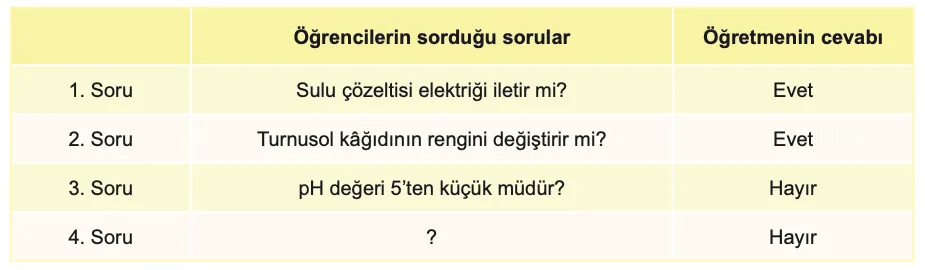 Öğrencilerin sorduğu sorular Öğretmenin cevabı
1. Soru Sulu çözeltisi elektriği iletir mi? Evet
2. Soru Turnusol kâğıdının rengini değiştirir mi? Evet
3. Soru pH değeri 5’ten küçük müdür? Hayır
4. Soru ? Hayır